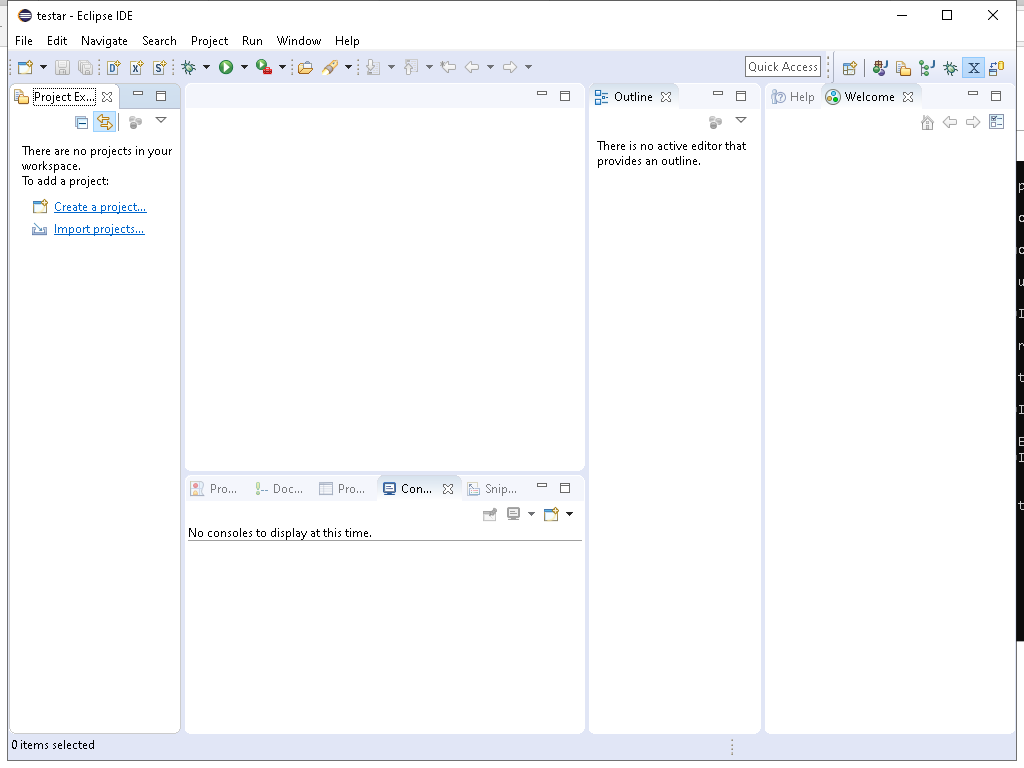 testar - Eclipse IDE
File Edit Navigate Search Project Run Window Help
Quick Access
Project Ex...
Outline
Help
Welcome
There are no projects in your
workspace.
To add a project:
Create a project...
Import projects...
There is no active editor that
provides an outline.
Pro...
Doc...
Pro...
Con...
Snip...
No consoles to display at this time.
0 items selected